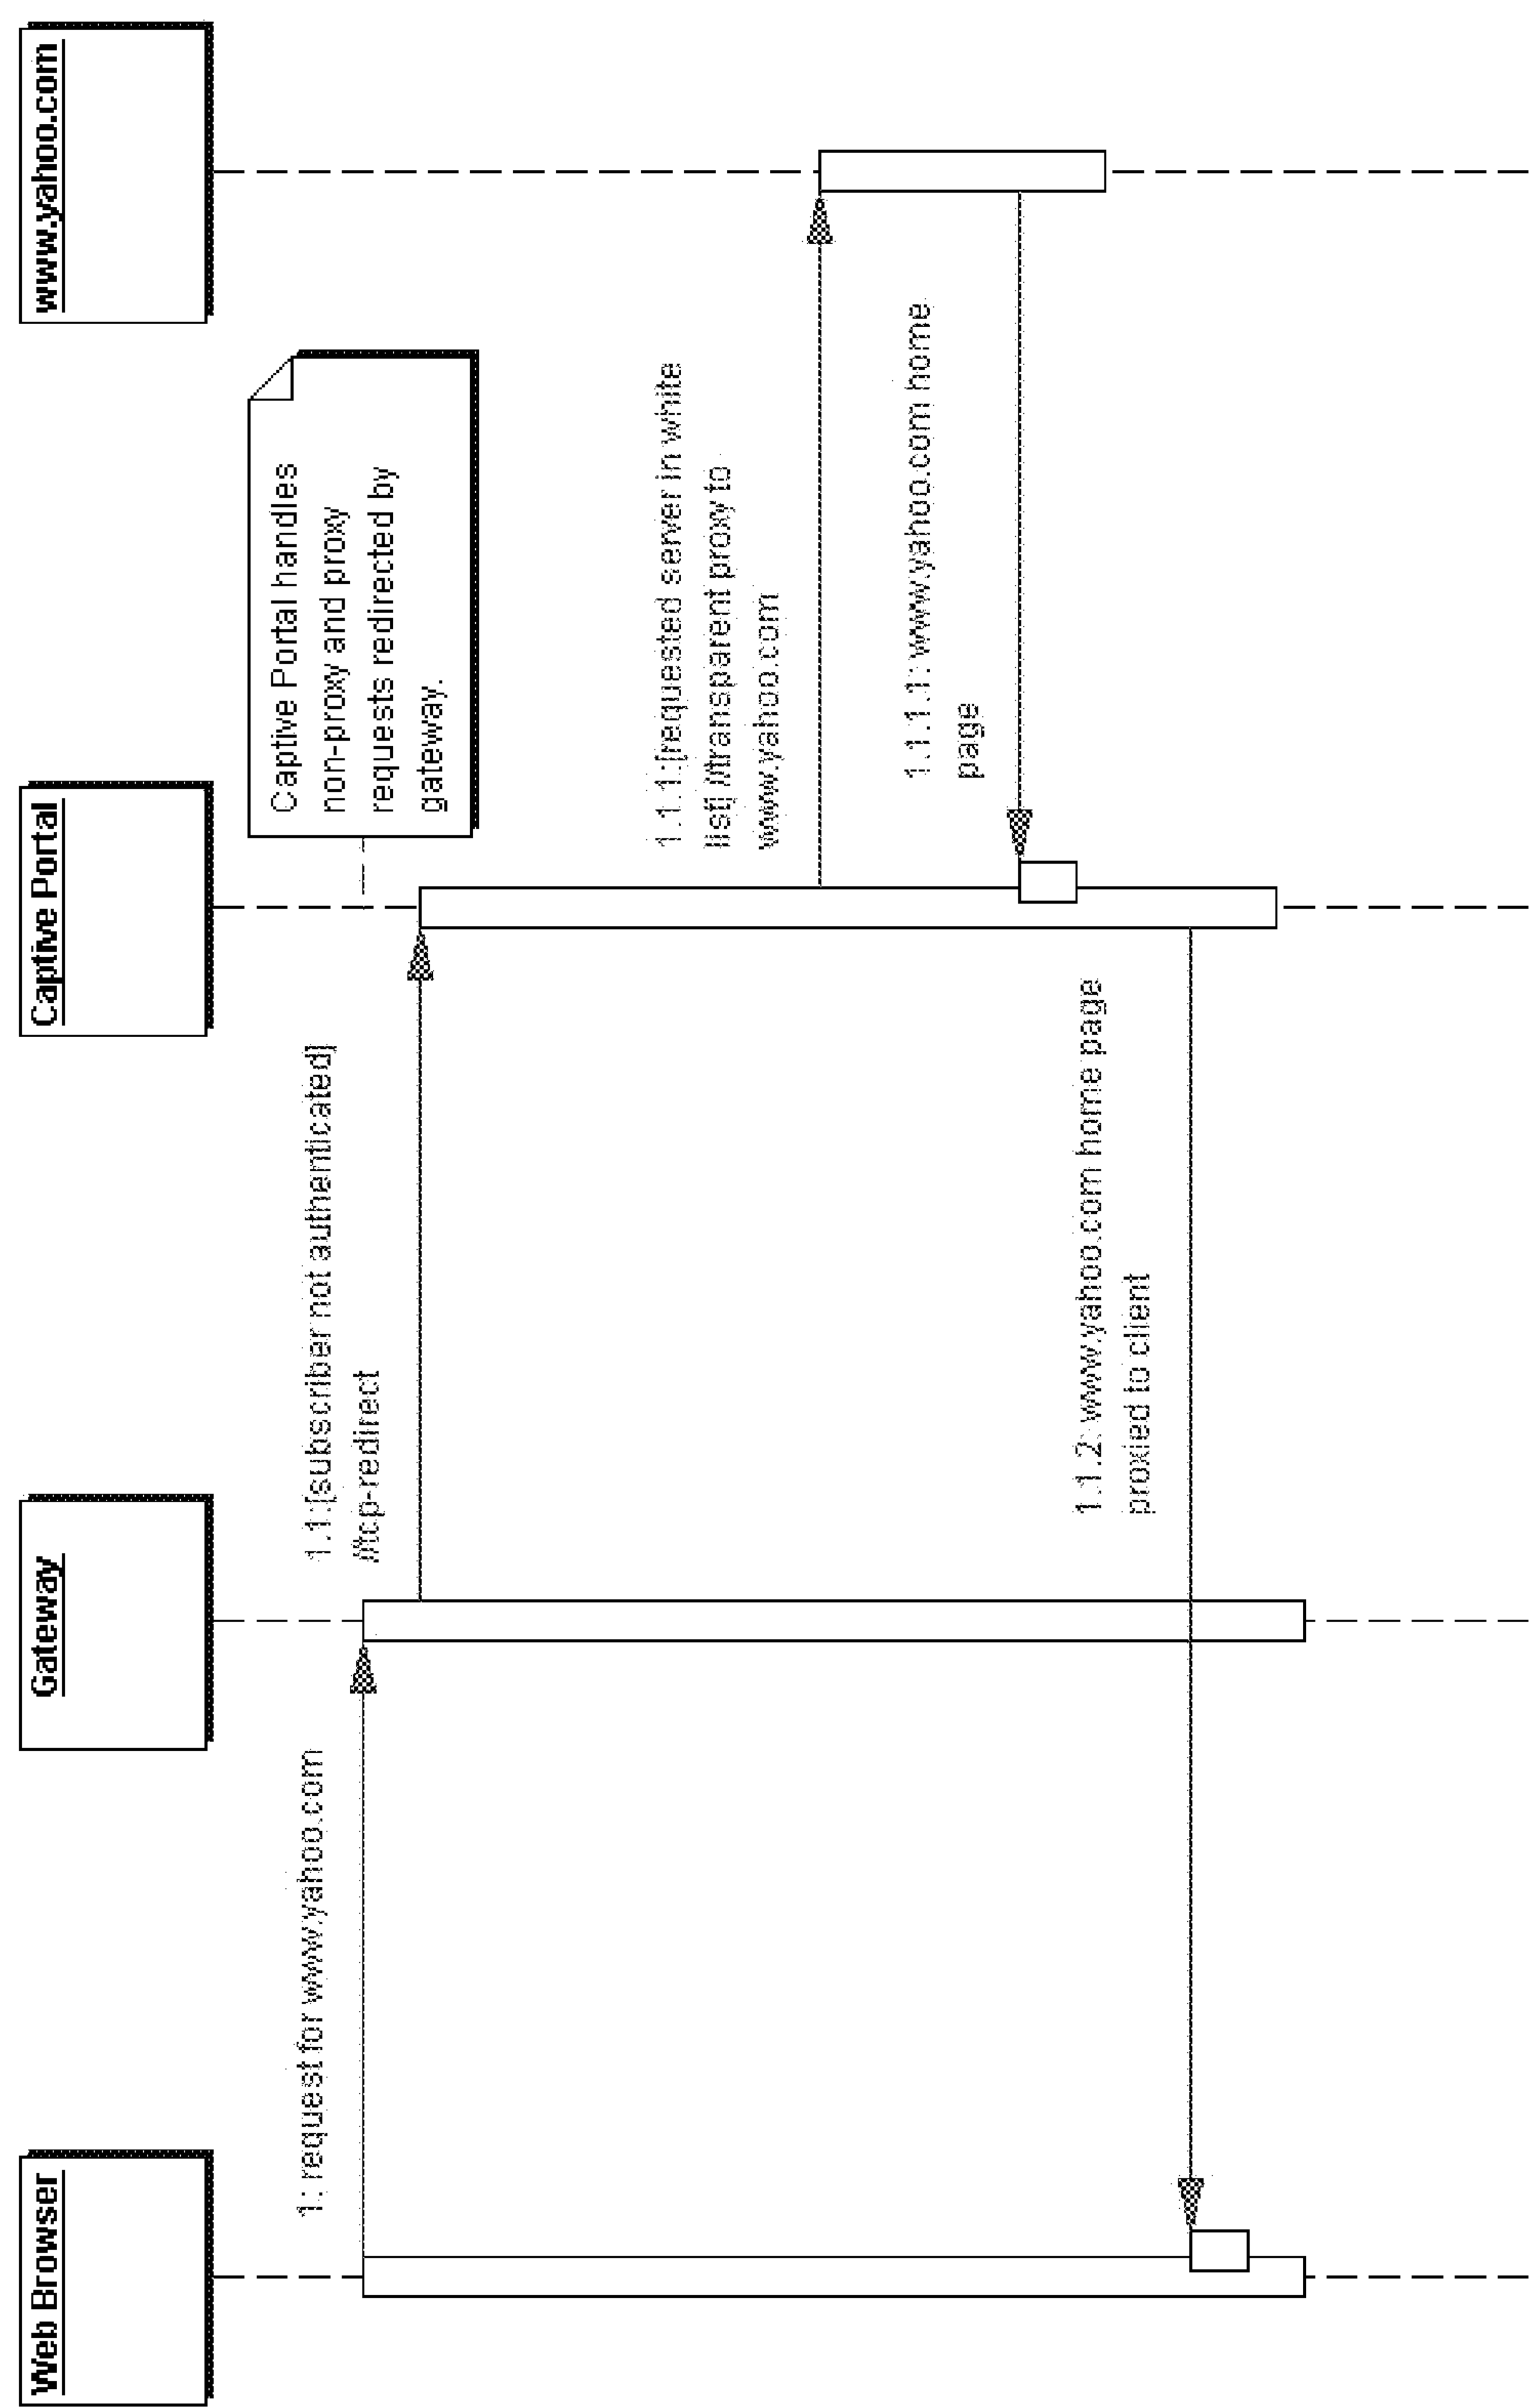 Web Browser
Gateway
Captive Portal
www.yahoo.com
Captive Portal handles
non-proxy and proxy
requests redirected by
gateway.
1: request for www.yahoo.com
1.1:[subscriber not authenticated]
//tcp-redirect
1.1.1:[requested server in white
list] //transparent proxy to
www.yahoo.com
1.1.1.1: www.yahoo.com home
page
1.1.2: www.yahoo.com home page
proxied to client